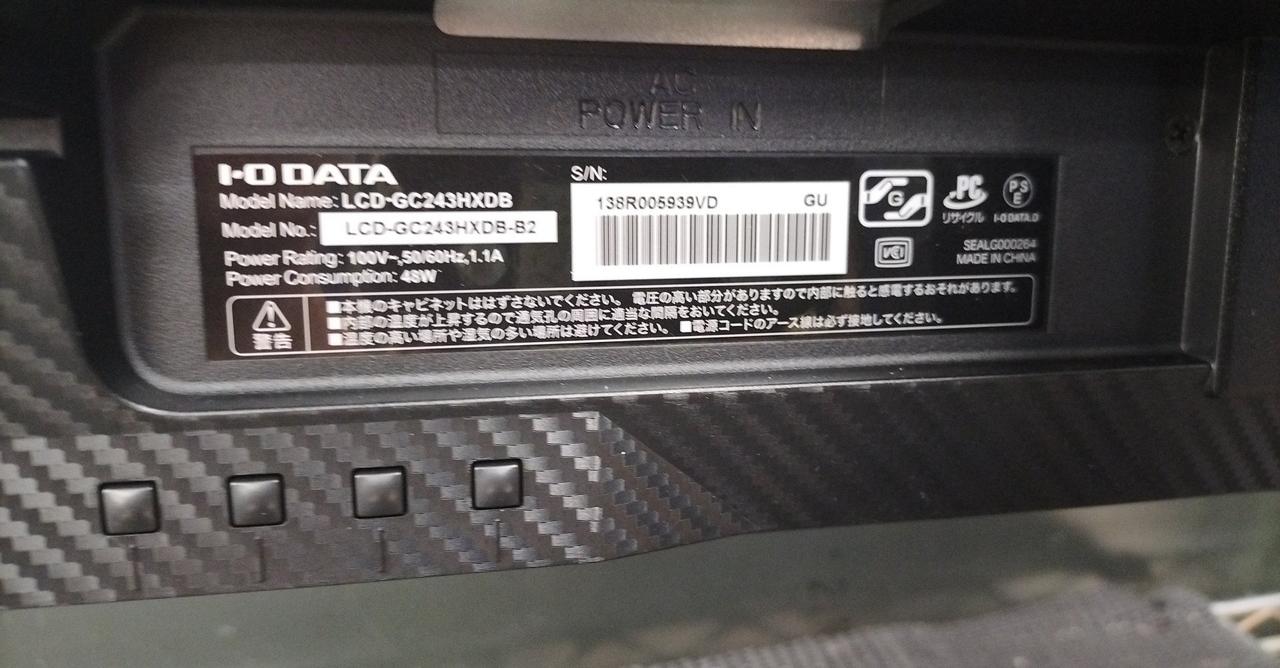 AC
POWER IN
I-O DATA
Model Name: LCD-GC243HXDB
Model No.: LCD-GC243HXDB-B2
Power Rating: 100V~,50/60Hz,1.1A
Power Consumption: 48W
S/N:
138R005939VD GU
G
PC
リサイクル
PS
E
I-O DATA.D
VCCI
SEALG000264
MADE IN CHINA
警告
■本機のキャビネットははずさないでください。 電圧の高い部分がありますので内部に触ると感電するおそれがあります。
■内部の温度が上昇するので通気孔の周囲に適当な間隔をおいてください。
■温度の高い場所や湿気の多い場所は避けてください。 ■電源コードのアース線は必ず接地してください。